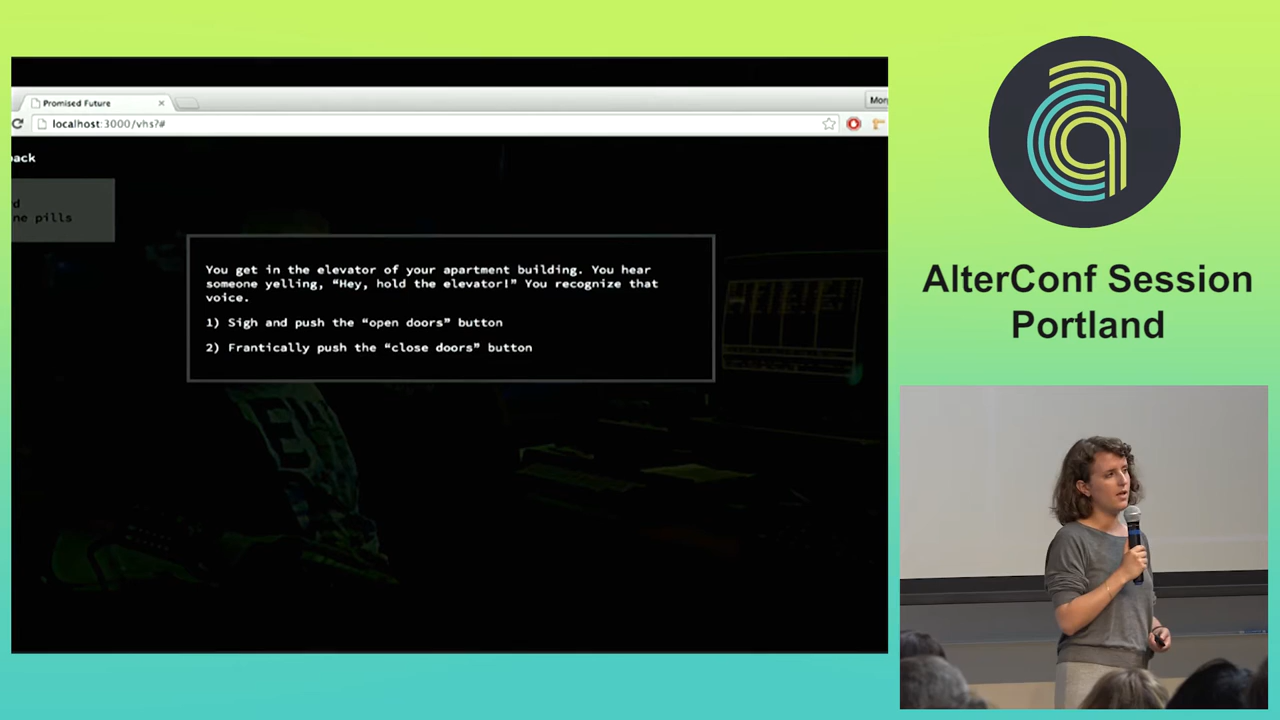 Promised Future
Mor
localhost:3000/vhs?#
back
d
ne pills
You get in the elevator of your apartment building. You hear
someone yelling, “Hey, hold the elevator!” You recognize that
voice.
1) Sigh and push the “open doors” button
2) Frantically push the “close doors” button
AlterConf Session
Portland